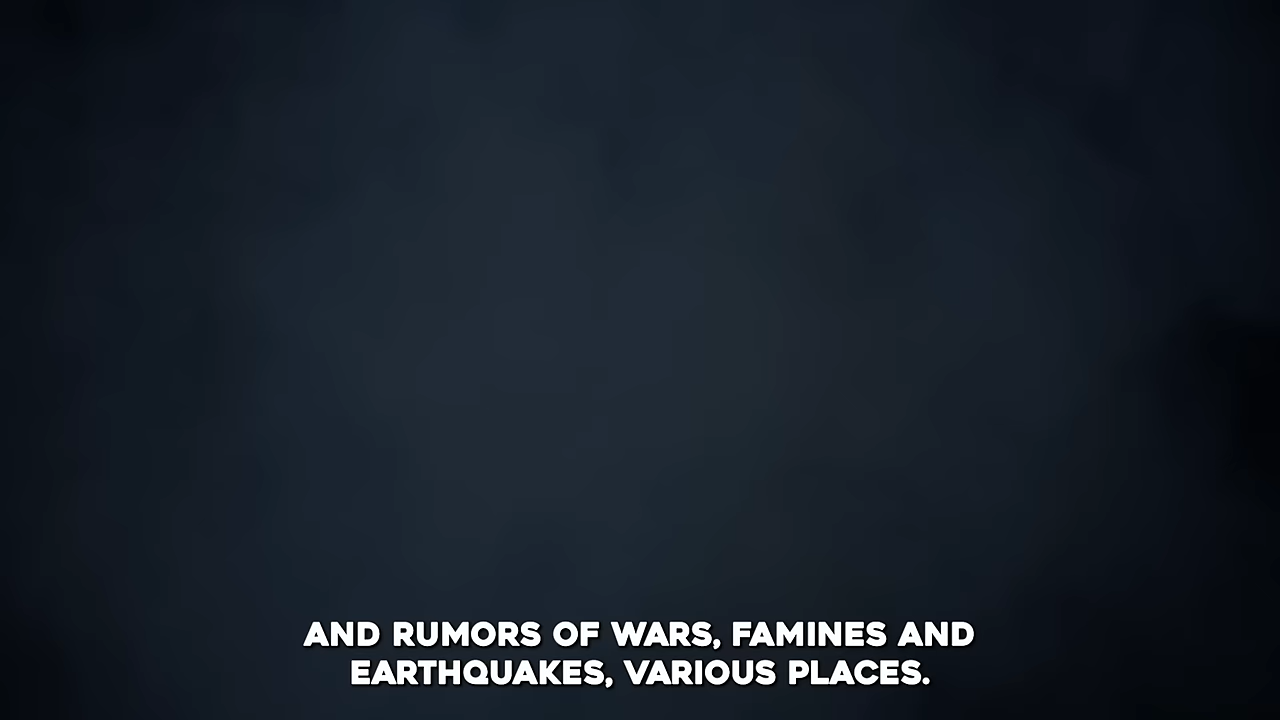 AND RUMORS OF WARS, FAMINES AND
EARTHQUAKES, VARIOUS PLACES.